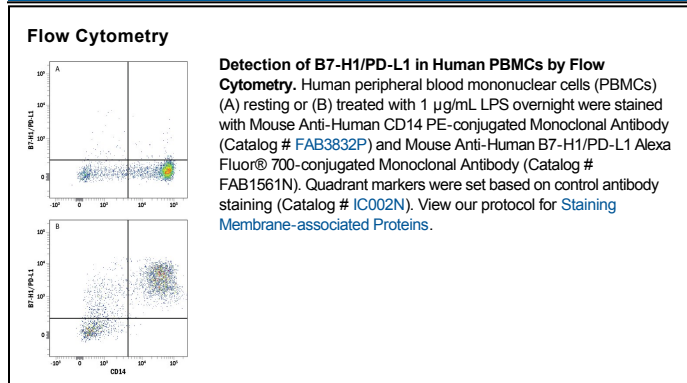 Flow Cytometry
Detection of B7-H1/PD-L1 in Human PBMCs by Flow
Cytometry. Human peripheral blood mononuclear cells (PBMCs)
(A) resting or (B) treated with 1 µg/mL LPS overnight were stained
with Mouse Anti-Human CD14 PE-conjugated Monoclonal Antibody
(Catalog # FAB3832P) and Mouse Anti-Human B7-H1/PD-L1 Alexa
Fluor® 700-conjugated Monoclonal Antibody (Catalog #
FAB1561N). Quadrant markers were set based on control antibody
staining (Catalog # IC002N). View our protocol for Staining
Membrane-associated Proteins.
A
B7-H1/PD-L1
0
0
B
B7-H1/PD-L1
0
0
CD14